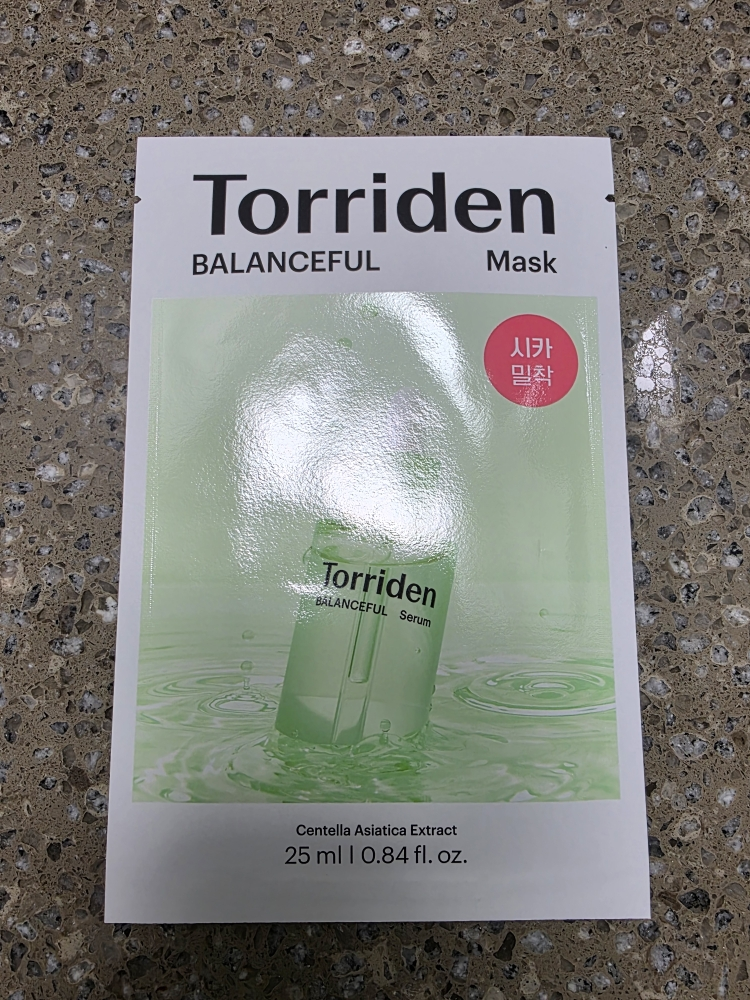 Torriden
BALANCEFUL Mask
시카
밀착
Torriden
BALANCEFUL Serum
Centella Asiatica Extract
25 ml | 0.84 fl. oz.